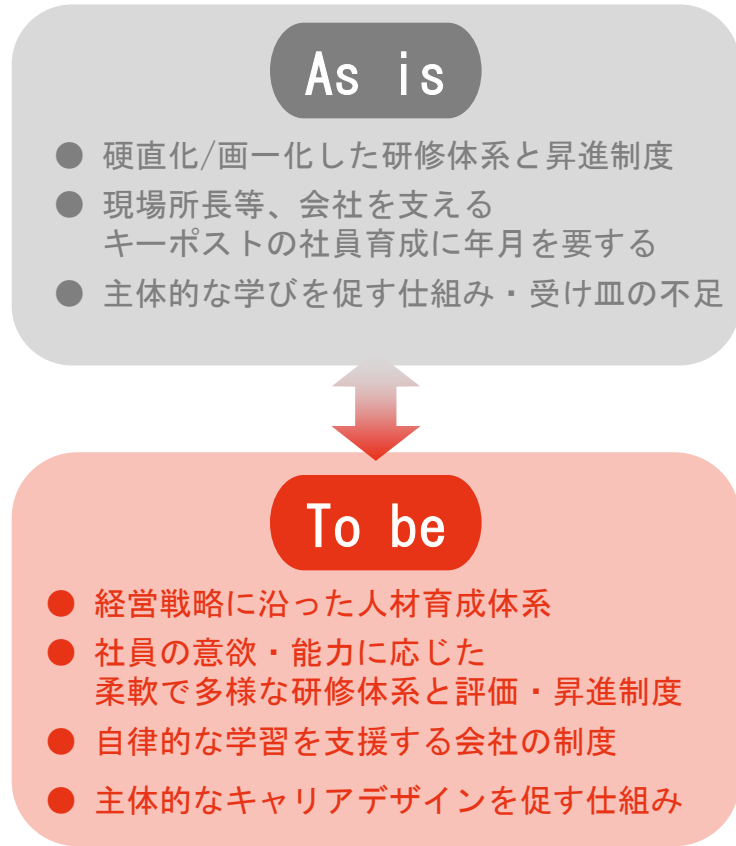 As is
● 硬直化/画一化した研修体系と昇進制度
● 現場所長等、会社を支える
キーポストの社員育成に年月を要する
● 主体的な学びを促す仕組み・受け皿の不足
To be
● 経営戦略に沿った人材育成体系
● 社員の意欲・能力に応じた
柔軟で多様な研修体系と評価・昇進制度
● 自律的な学習を支援する会社の制度
● 主体的なキャリアデザインを促す仕組み